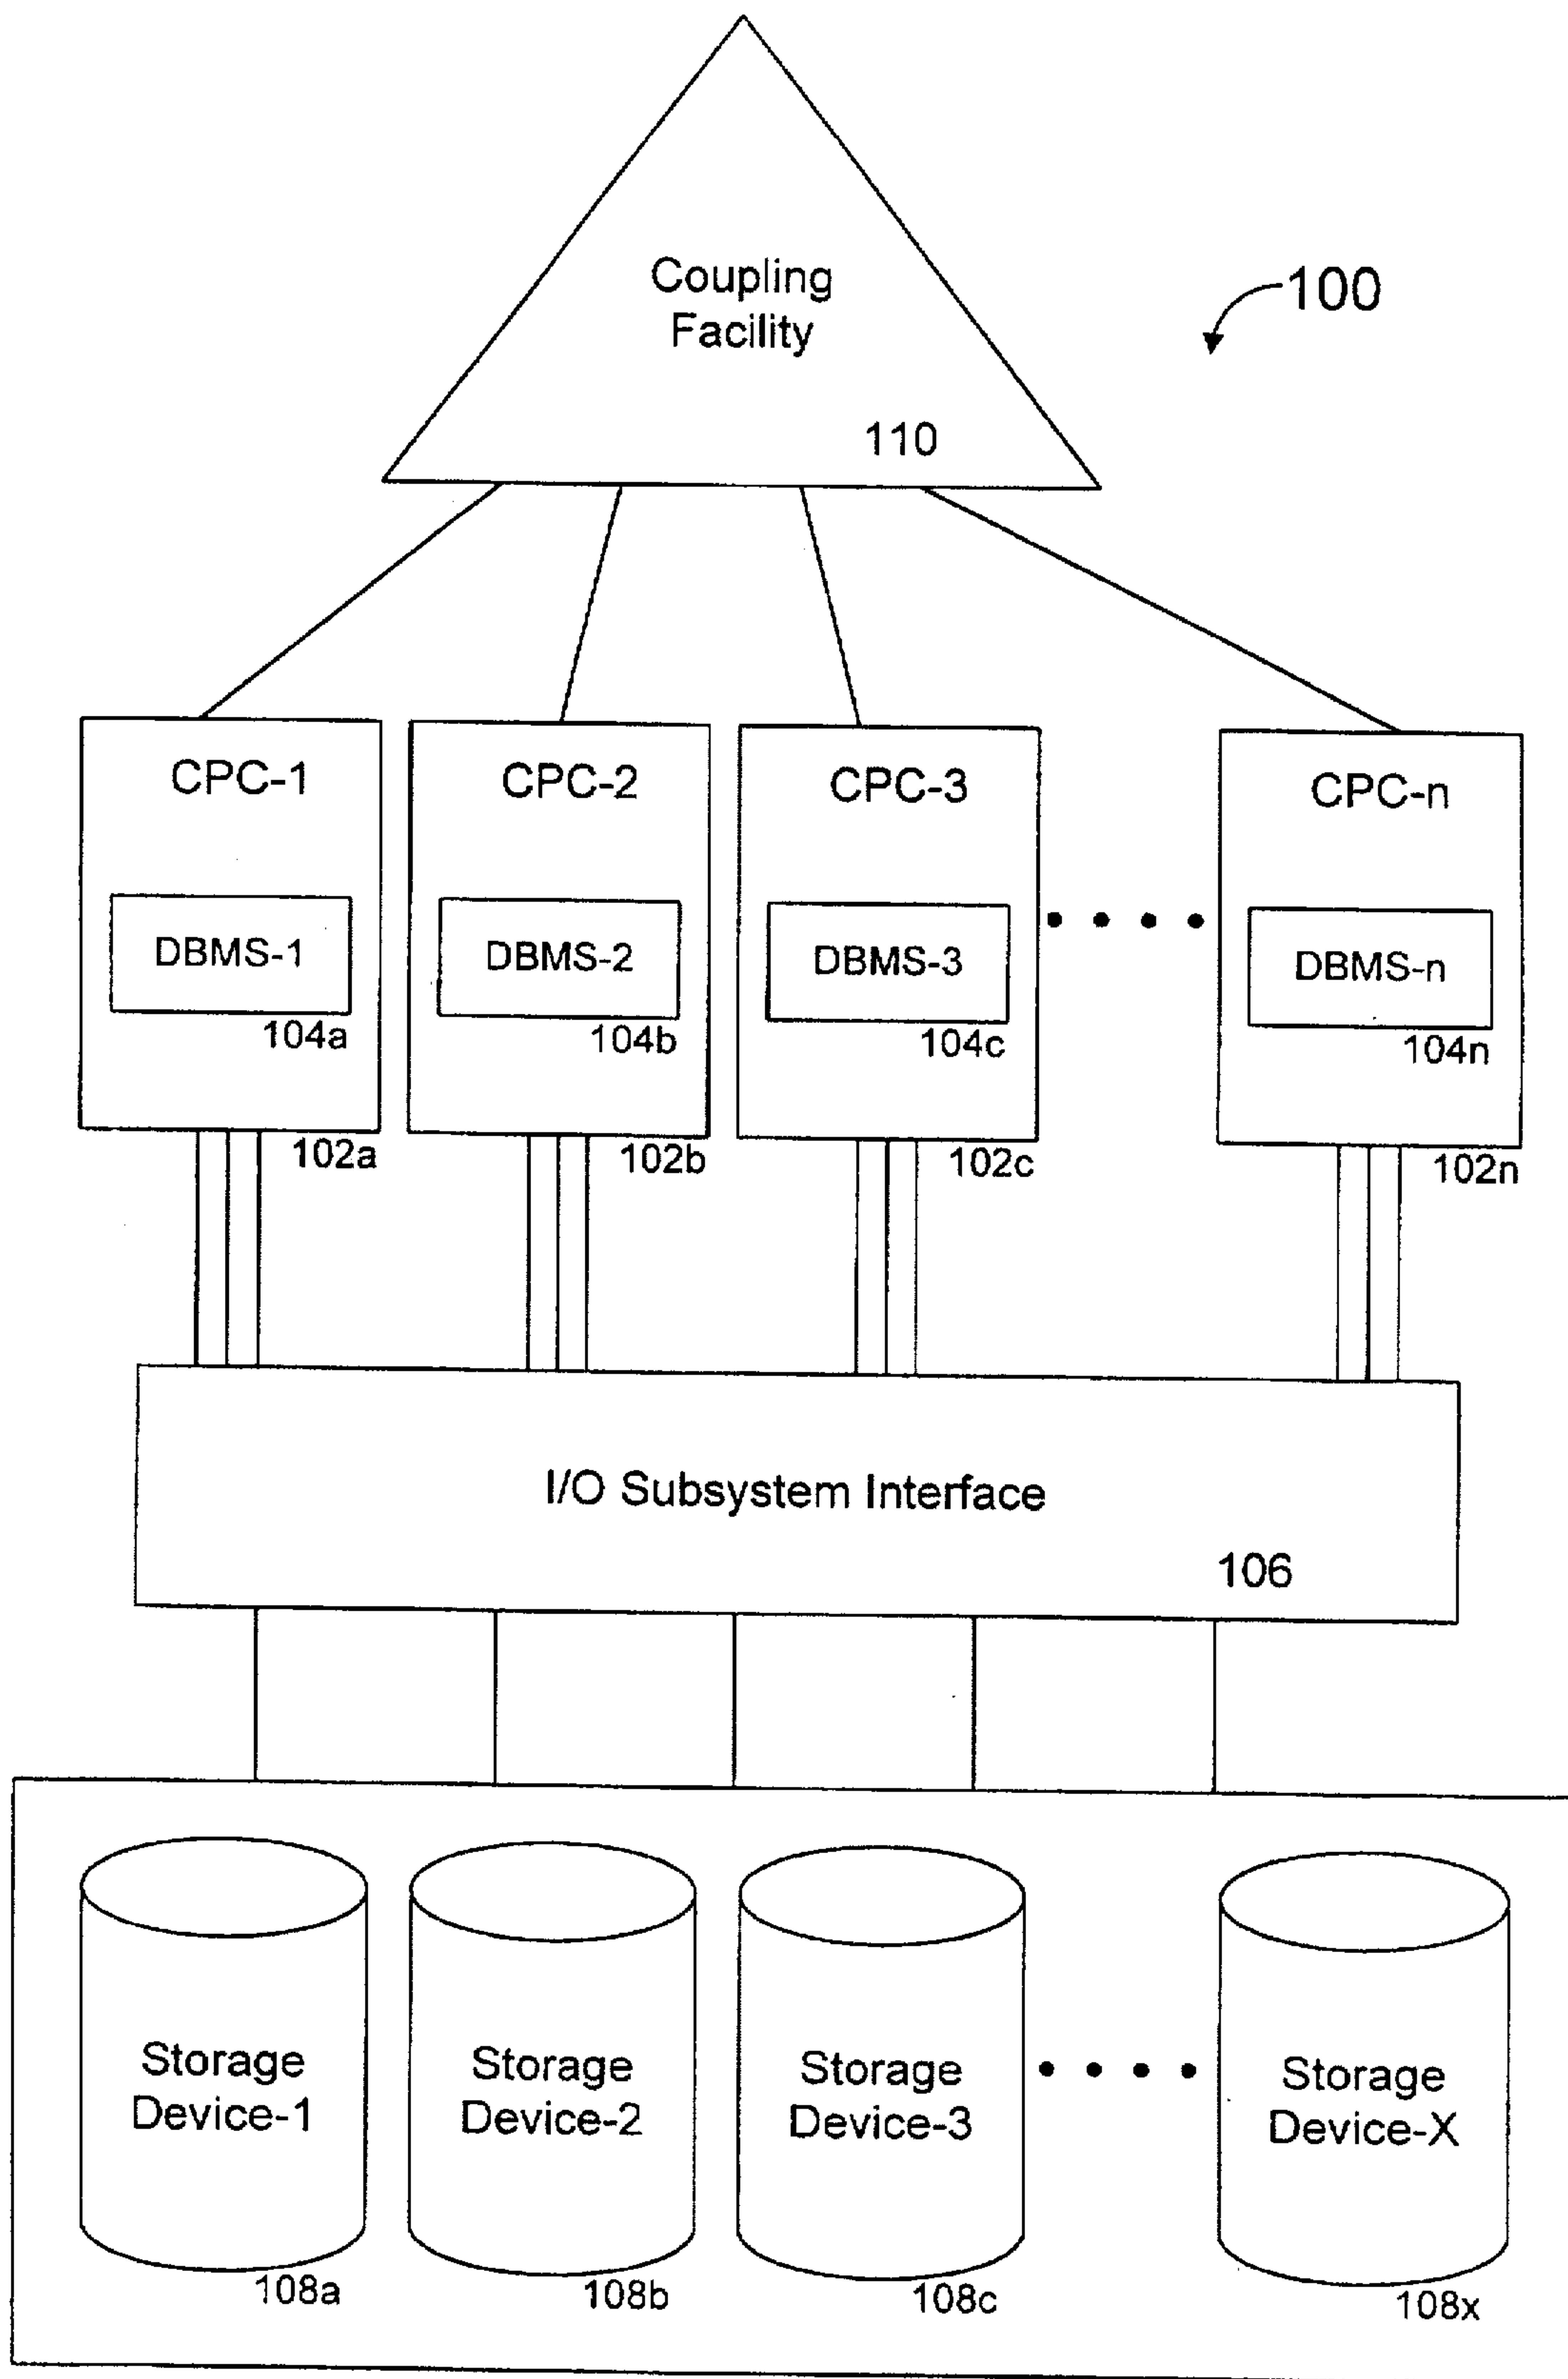 Coupling
Facility
110
100
CPC-1
CPC-2
CPC-3
CPC-n
DBMS-1
DBMS-2
DBMS-3
DBMS-n
104a
104b
104c
104n
102a
102b
102c
102n
I/O Subsystem Interface
106
Storage
Device-1
Storage
Device-2
Storage
Device-3
Storage
Device-X
108a
108b
108c
108x